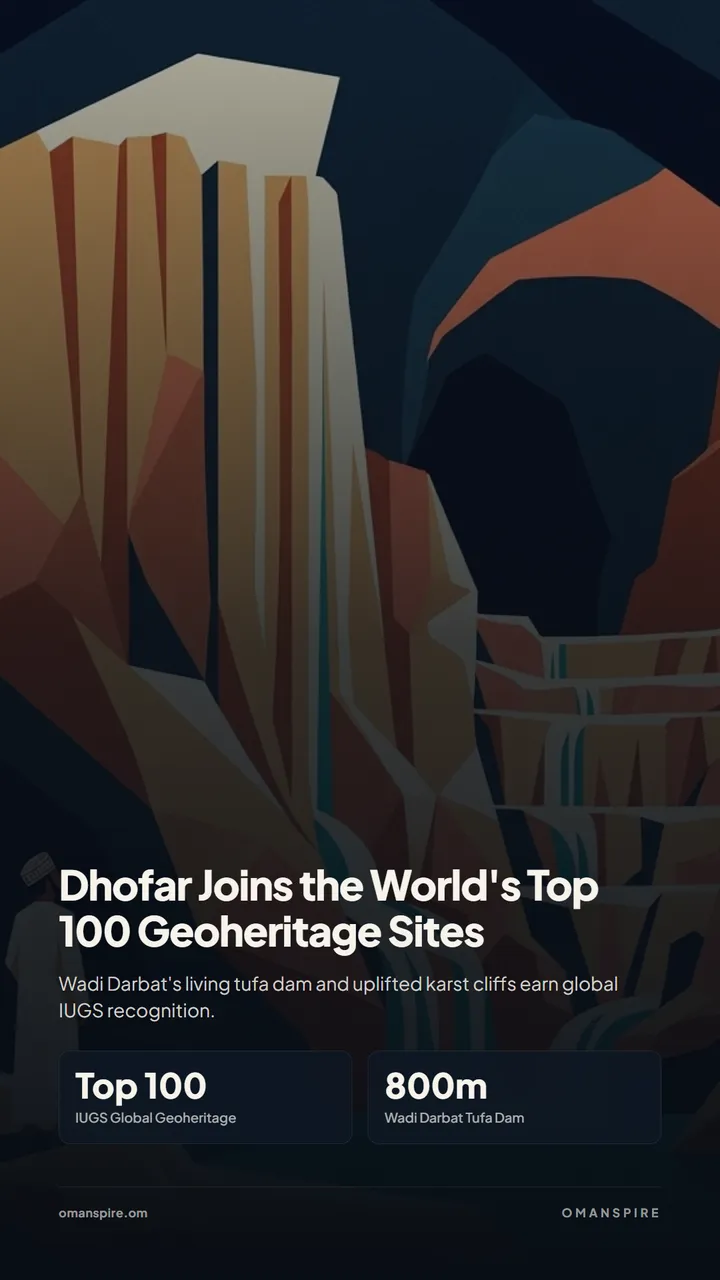 Dhofar Joins the World's Top
100 Geoheritage Sites
Wadi Darbat's living tufa dam and uplifted karst cliffs earn global
IUGS recognition.
Top 100
IUGS Global Geoheritage
800m
Wadi Darbat Tufa Dam
omanspire.om
OMANSPIRE